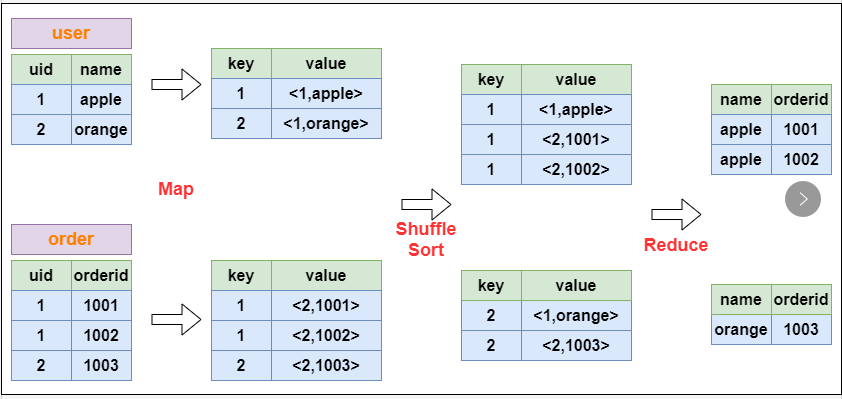 user
uid name
1 apple
2 orange
key value
1 <1,apple>
2 <1,orange>
Map
order
uid orderid
1 1001
1 1002
2 1003
key value
1 <2,1001>
1 <2,1002>
2 <2,1003>
Shuffle
Sort
key value
1 <1,apple>
1 <2,1001>
1 <2,1002>
key value
2 <1,orange>
2 <2,1003>
Reduce
name orderid
apple 1001
apple 1002
name orderid
orange 1003